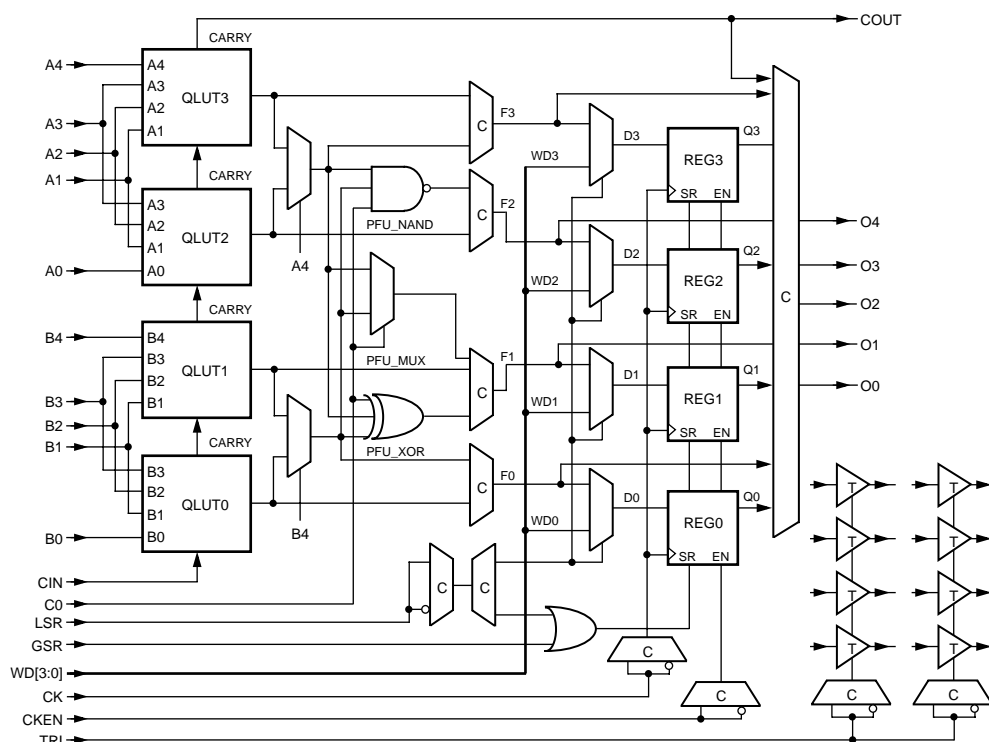 CARRY
COUT
A4
A4
A3
A2
A1
QLUT3
A3
A2
A1
C
F3
WD3
D3
REG3
Q3
SR EN
CARRY
A3
A2
A1
A0
QLUT2
A0
PFU_NAND
A4
C
F2
WD2
D2
REG2
Q2
SR EN
O4
O3
O2
O1
O0
C
CARRY
B4
B4
B3
B2
B1
QLUT1
B3
B2
B1
PFU_MUX
C
F1
WD1
D1
REG1
Q1
SR EN
CARRY
B3
B2
B1
B0
QLUT0
B0
PFU_XOR
B4
C
F0
WD0
D0
REG0
Q0
SR EN
T T
T T
T T
T T
CIN
C0
LSR
C C
GSR
WD[3:0]
C
CK
C C C
CKEN
TRI